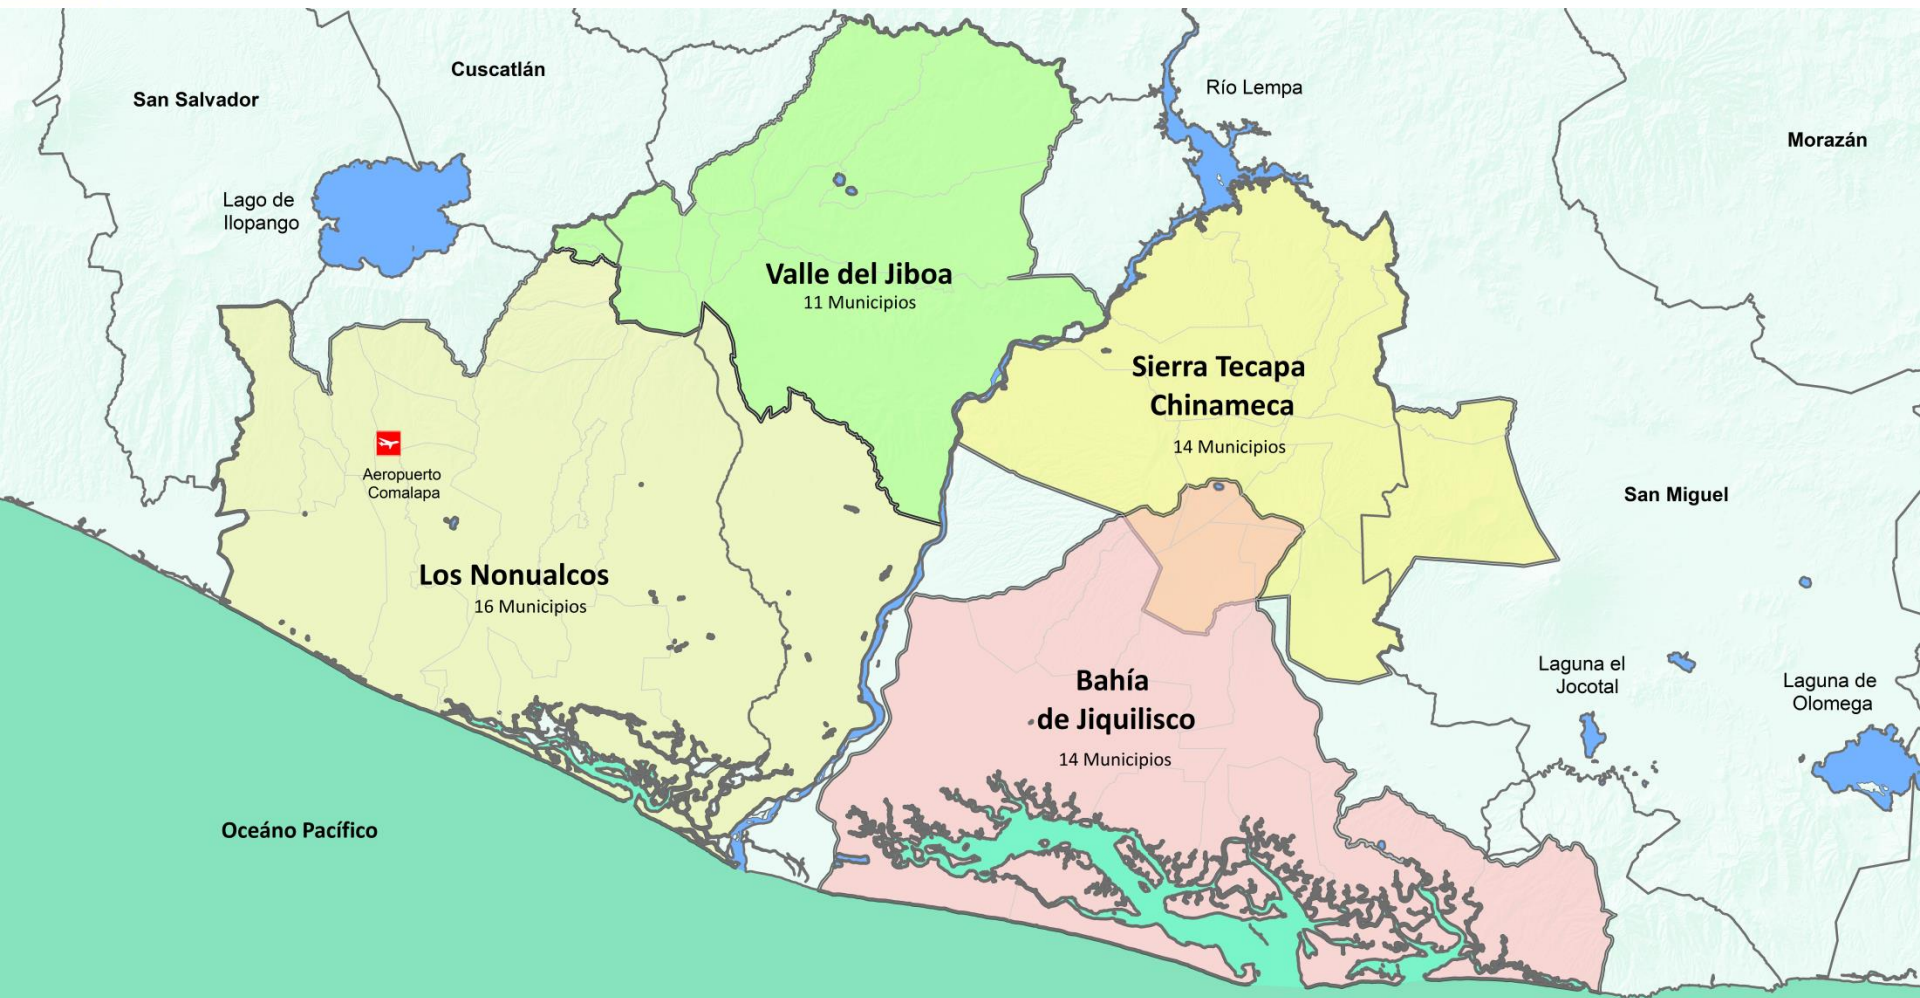 Cuscatlán
San Salvador
Río Lempa
Morazán
Lago de
Ilopango
Valle del Jiboa
11 Municipios
Sierra Tecapa
Chinameca
14 Municipios
Aeropuerto
Comalapa
San Miguel
Los Nonualcos
16 Municipios
Bahía
de Jiquilisco
14 Municipios
Laguna el
Jocotal
Laguna de
Olomega
Oceáno Pacífico